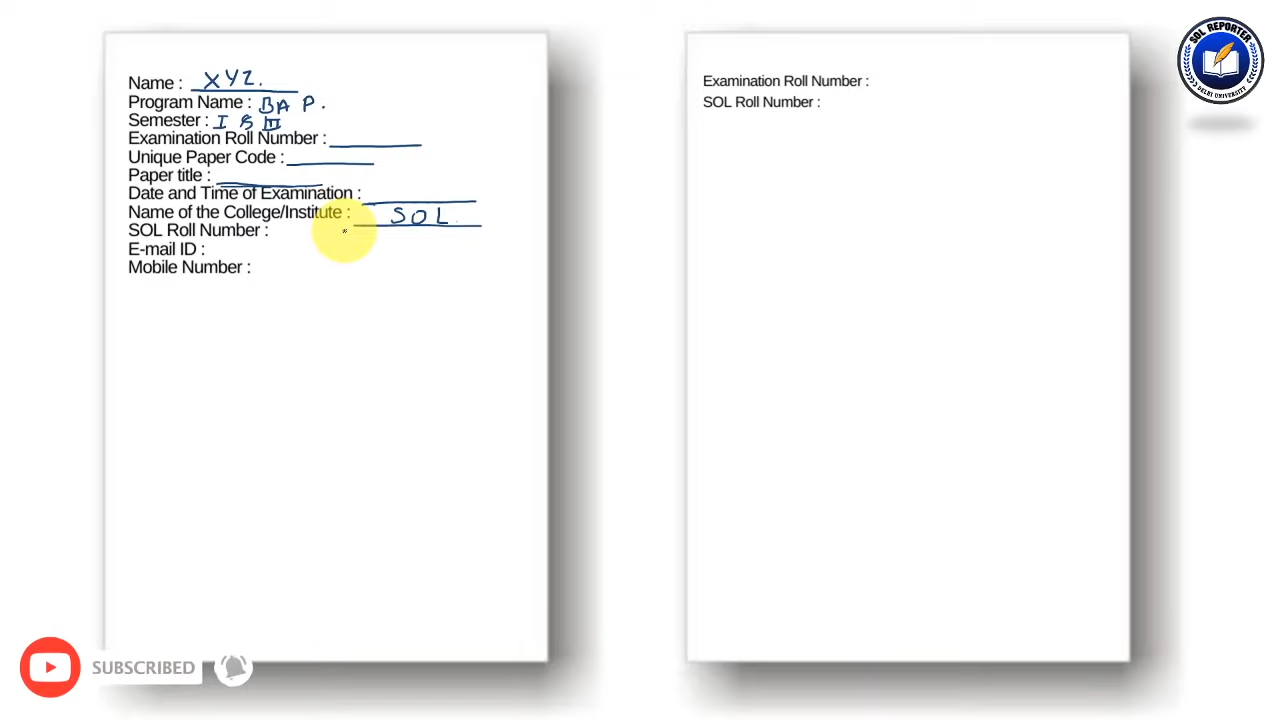 Name : XYZ.
Program Name : BA P.
Semester : I & III
Examination Roll Number :
Unique Paper Code :
Paper title :
Date and Time of Examination :
Name of the College/Institute : SOL.
SOL Roll Number :
E-mail ID :
Mobile Number :
Examination Roll Number :
SOL Roll Number :
SOL REPORTER
DELHI UNIVERSITY
SUBSCRIBED